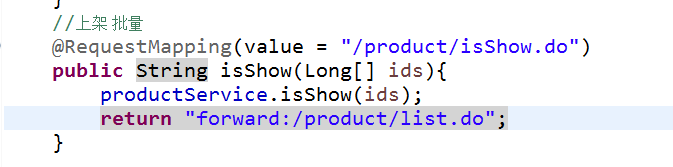 }
//上架 批量
@RequestMapping(value = "/product/isShow.do")
public String isShow(Long[] ids){
productService.isShow(ids);
return "forward:/product/list.do";
}